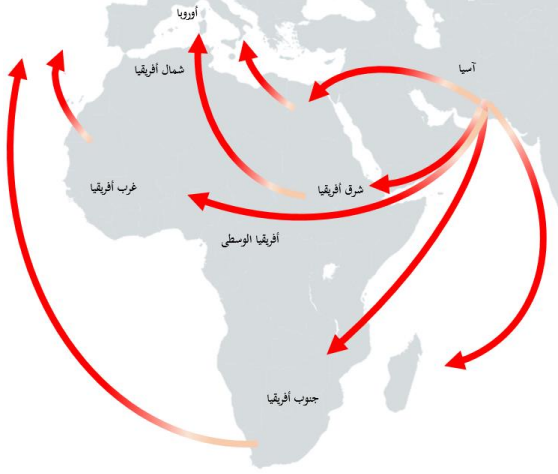 أوروبا
شمال أفريقيا
آسيا
غرب أفريقيا
شرق أفريقيا
أفريقيا الوسطى
جنوب أفريقيا